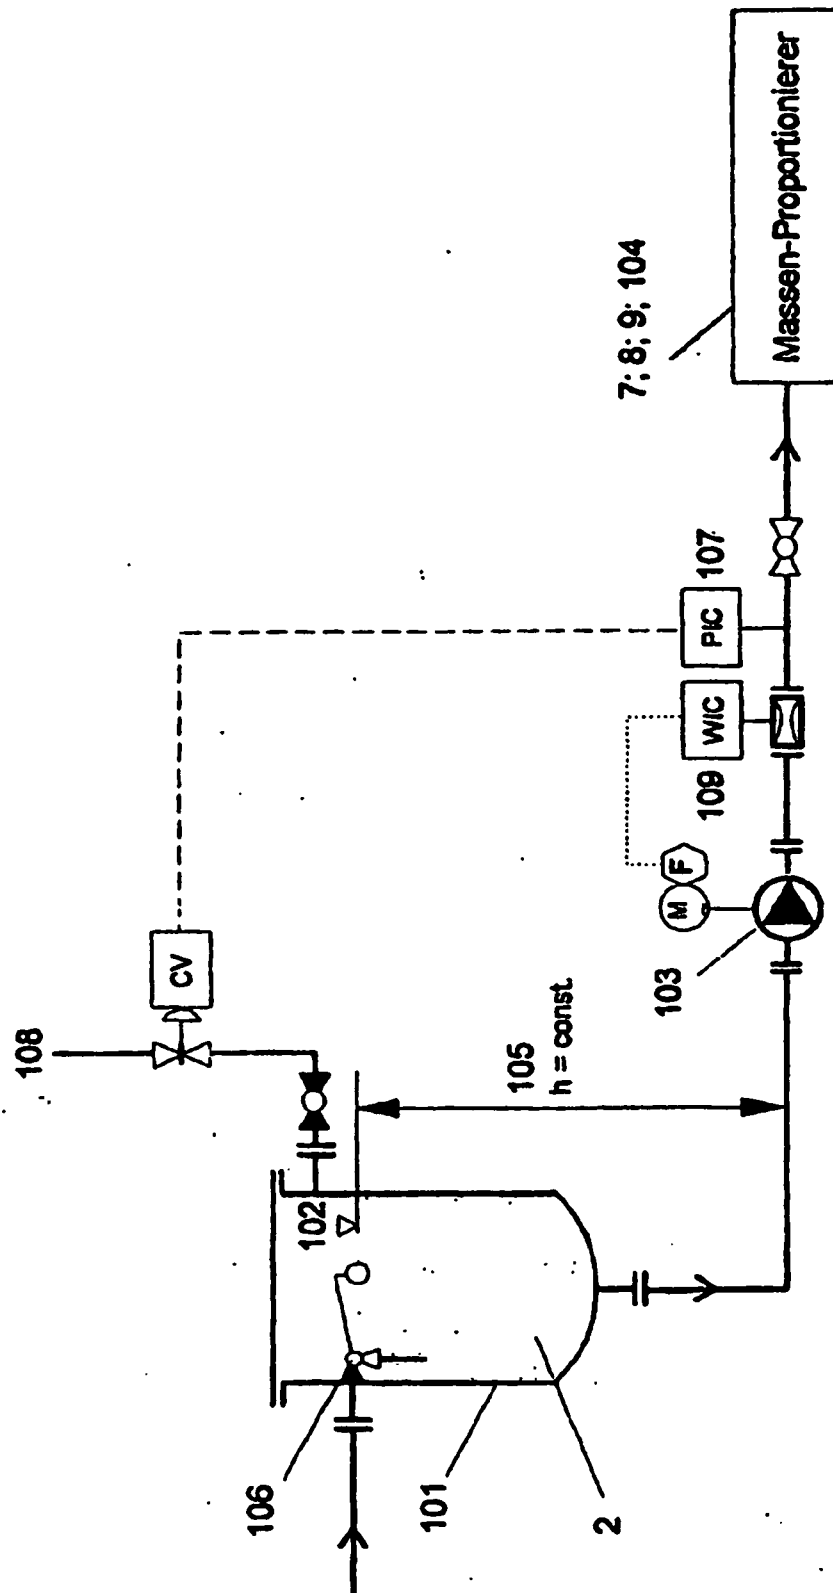 108
CV
102
105
h = const.
106
101
2
103
M
F
109
WIC
PIC
107
7; 8; 9; 104
Massen-Proportionierer